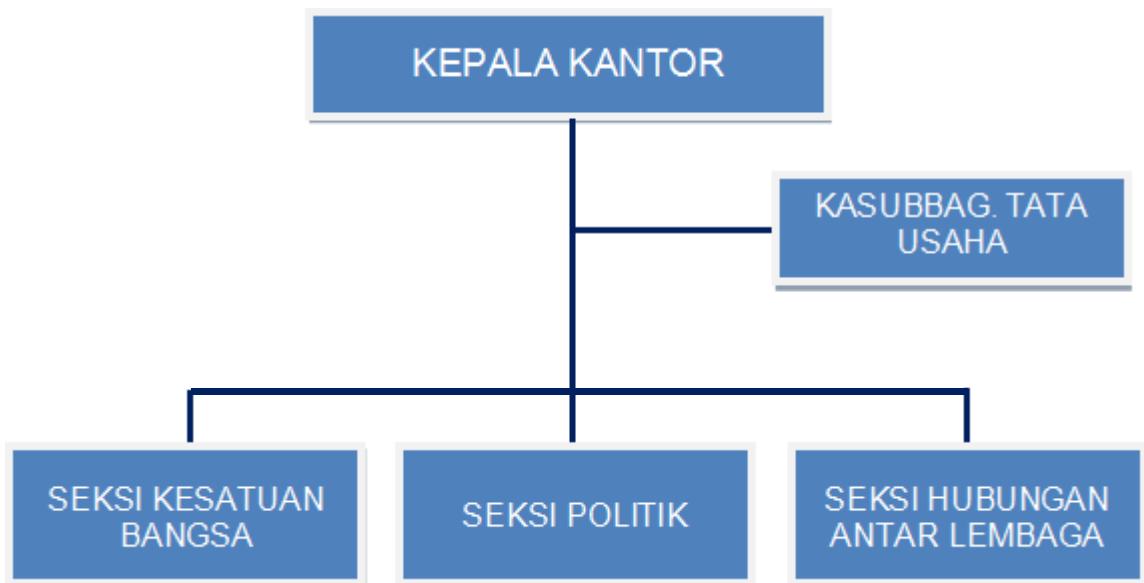 KEPALA KANTOR
KASUBBAG. TATA
USAHA
SEKSI KESATUAN
BANGSA
SEKSI POLITIK
SEKSI HUBUNGAN
ANTAR LEMBAGA